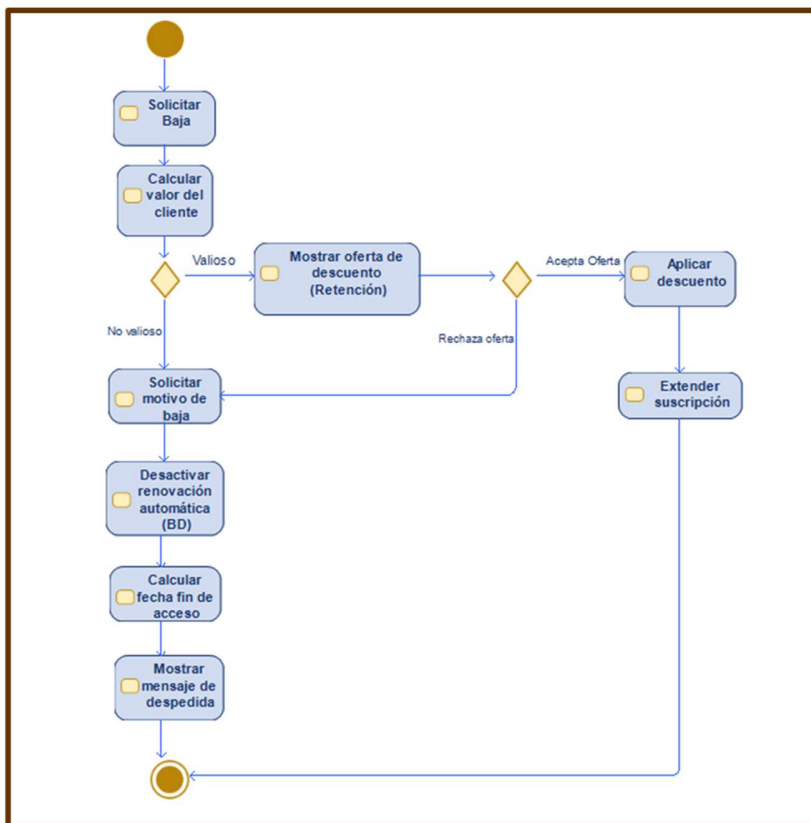 Solicitar
Baja
Calcular
valor del
cliente
Valioso
Mostrar oferta de
descuento
(Retención)
Acepta Oferta
Aplicar
descuento
No valioso
Rechaza oferta
Solicitar
motivo de
baja
Extender
suscripción
Desactivar
renovación
automática
(BD)
Calcular
fecha fin de
acceso
Mostrar
mensaje de
despedida